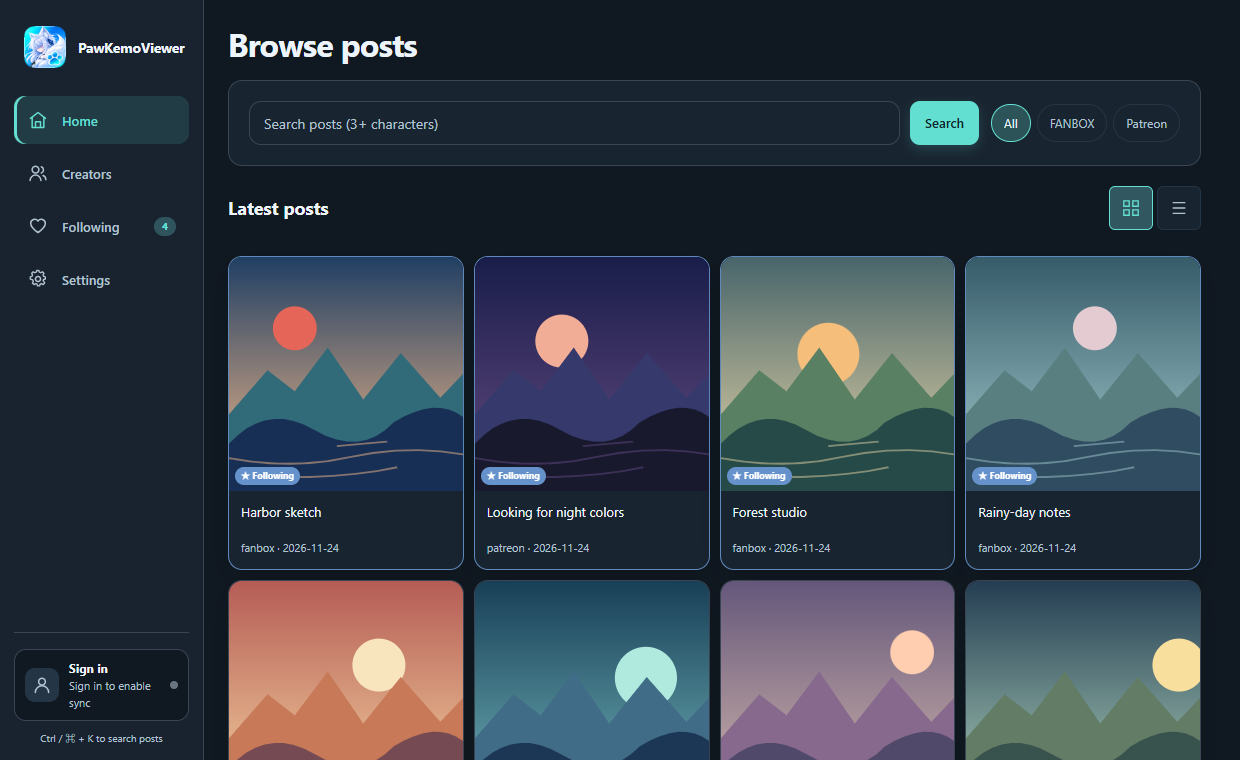 PawKemoViewer
Home
Creators
Following 4
Settings
Sign in
Sign in to enable
sync
Ctrl / ⌘ + K to search posts
Browse posts
Search posts (3+ characters)
Search
All
FANBOX
Patreon
Latest posts
★ Following
Harbor sketch
fanbox · 2026-11-24
★ Following
Looking for night colors
patreon · 2026-11-24
★ Following
Forest studio
fanbox · 2026-11-24
★ Following
Rainy-day notes
fanbox · 2026-11-24